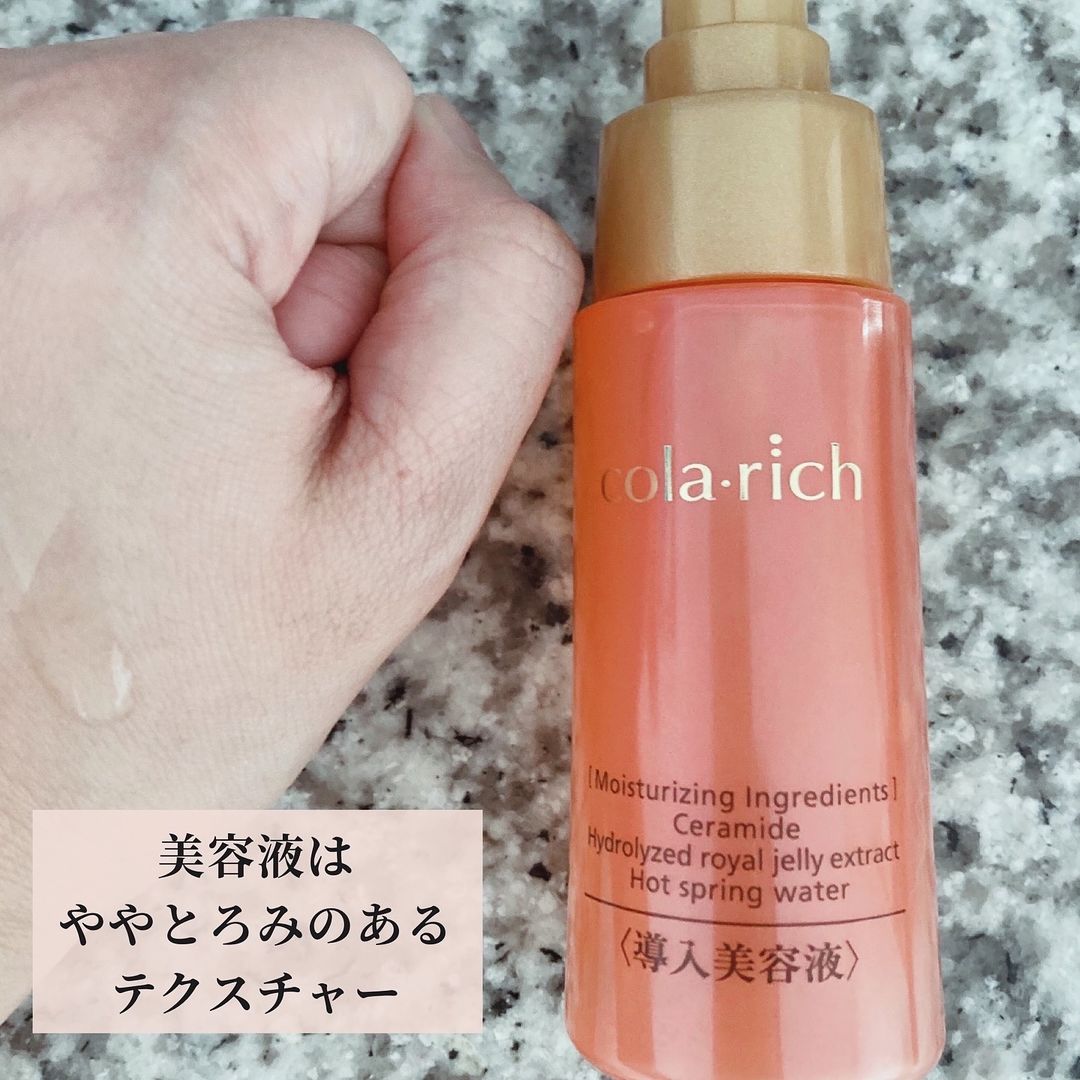 cola·rich
[Moisturizing Ingredients]
Ceramide
Hydrolyzed royal jelly extract
Hot spring water
〈導入美容液〉
美容液は
ややとろみのある
テクスチャー